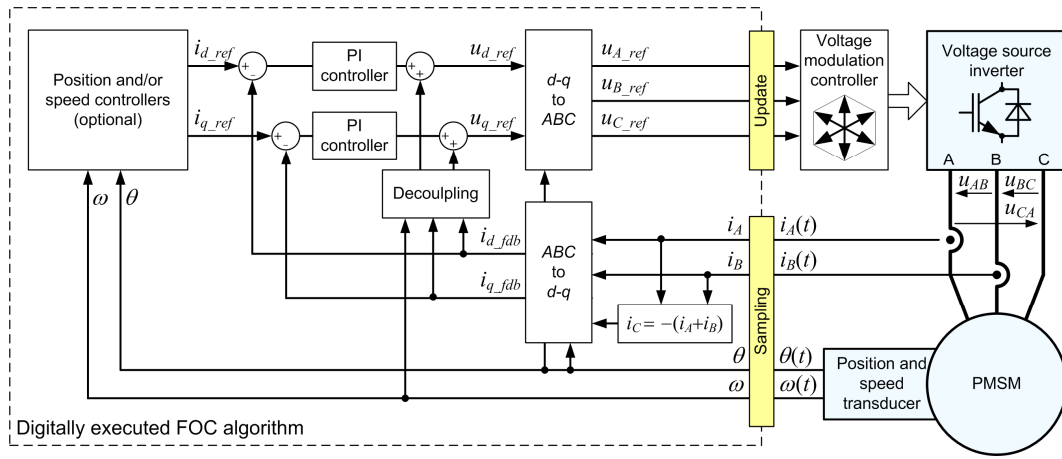 Position and/or
speed controllers
(optional)
i_d_ref
i_q_ref
+
-
+
-
PI
controller
PI
controller
+
+
+
+
u_d_ref
u_q_ref
d-q
to
ABC
u_A_ref
u_B_ref
u_C_ref
Update
Voltage
modulation
controller
Voltage source
inverter
A B C
u_AB
u_BC
u_CA
ω θ
Decoulpling
i_d_fdb
i_q_fdb
ABC
to
d-q
i_A
i_B
i_C = −(i_A+i_B)
Sampling
i_A(t)
i_B(t)
θ
ω
θ(t)
ω(t)
Position and
speed
transducer
PMSM
Digitally executed FOC algorithm